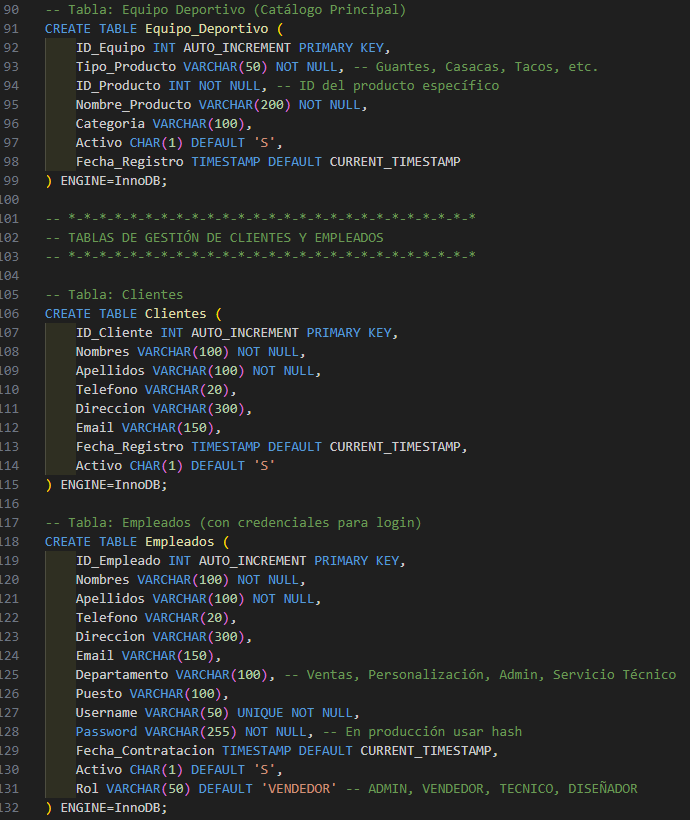 90 -- Tabla: Equipo Deportivo (Catálogo Principal)
91 CREATE TABLE Equipo_Deportivo (
92     ID_Equipo INT AUTO_INCREMENT PRIMARY KEY,
93     Tipo_Producto VARCHAR(50) NOT NULL, -- Guantes, Casacas, Tacos, etc.
94     ID_Producto INT NOT NULL, -- ID del producto específico
95     Nombre_Producto VARCHAR(200) NOT NULL,
96     Categoria VARCHAR(100),
97     Activo CHAR(1) DEFAULT 'S',
98     Fecha_Registro TIMESTAMP DEFAULT CURRENT_TIMESTAMP
99 ) ENGINE=InnoDB;
100
101 -- *-*-*-*-*-*-*-*-*-*-*-*-*-*-*-*-*-*-*-*-*-*-*-*-*-*
102 -- TABLAS DE GESTIÓN DE CLIENTES Y EMPLEADOS
103 -- *-*-*-*-*-*-*-*-*-*-*-*-*-*-*-*-*-*-*-*-*-*-*-*-*-*
104
105 -- Tabla: Clientes
106 CREATE TABLE Clientes (
107     ID_Cliente INT AUTO_INCREMENT PRIMARY KEY,
108     Nombres VARCHAR(100) NOT NULL,
109     Apellidos VARCHAR(100) NOT NULL,
110     Telefono VARCHAR(20),
111     Direccion VARCHAR(300),
112     Email VARCHAR(150),
113     Fecha_Registro TIMESTAMP DEFAULT CURRENT_TIMESTAMP,
114     Activo CHAR(1) DEFAULT 'S'
115 ) ENGINE=InnoDB;
116
117 -- Tabla: Empleados (con credenciales para login)
118 CREATE TABLE Empleados (
119     ID_Empleado INT AUTO_INCREMENT PRIMARY KEY,
120     Nombres VARCHAR(100) NOT NULL,
121     Apellidos VARCHAR(100) NOT NULL,
122     Telefono VARCHAR(20),
123     Direccion VARCHAR(300),
124     Email VARCHAR(150),
125     Departamento VARCHAR(100), -- Ventas, Personalización, Admin, Servicio Técnico
126     Puesto VARCHAR(100),
127     Username VARCHAR(50) UNIQUE NOT NULL,
128     Password VARCHAR(255) NOT NULL, -- En producción usar hash
129     Fecha_Contratacion TIMESTAMP DEFAULT CURRENT_TIMESTAMP,
130     Activo CHAR(1) DEFAULT 'S',
131     Rol VARCHAR(50) DEFAULT 'VENDEDOR' -- ADMIN, VENDEDOR, TECNICO, DISEÑADOR
132 ) ENGINE=InnoDB;